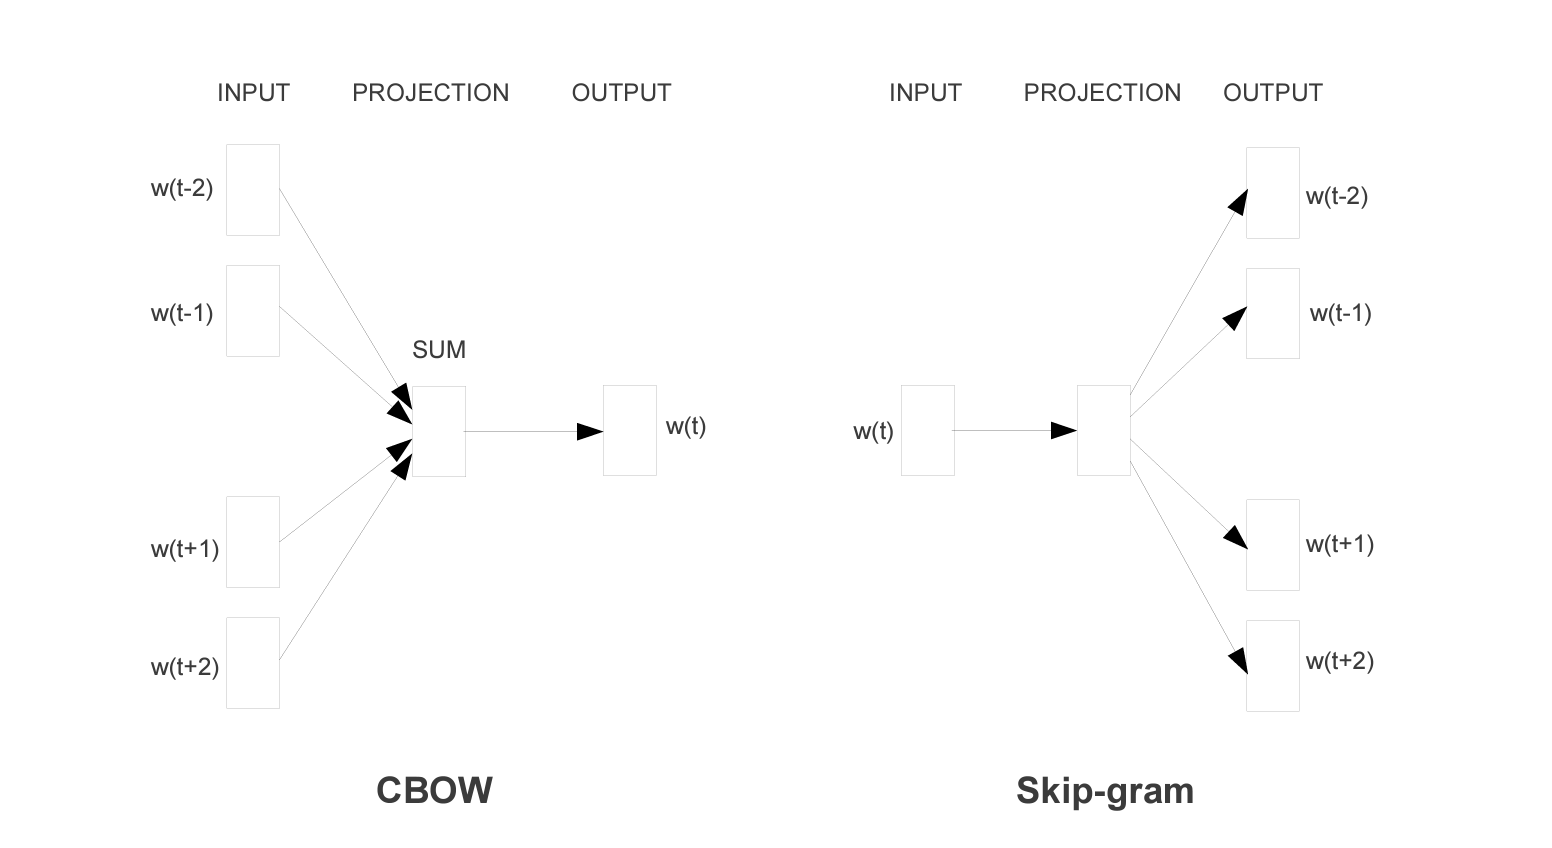 INPUT PROJECTION OUTPUT
w(t-2)
w(t-1)
SUM
w(t)
w(t+1)
w(t+2)
CBOW
INPUT PROJECTION OUTPUT
w(t-2)
w(t-1)
w(t)
w(t+1)
w(t+2)
Skip-gram